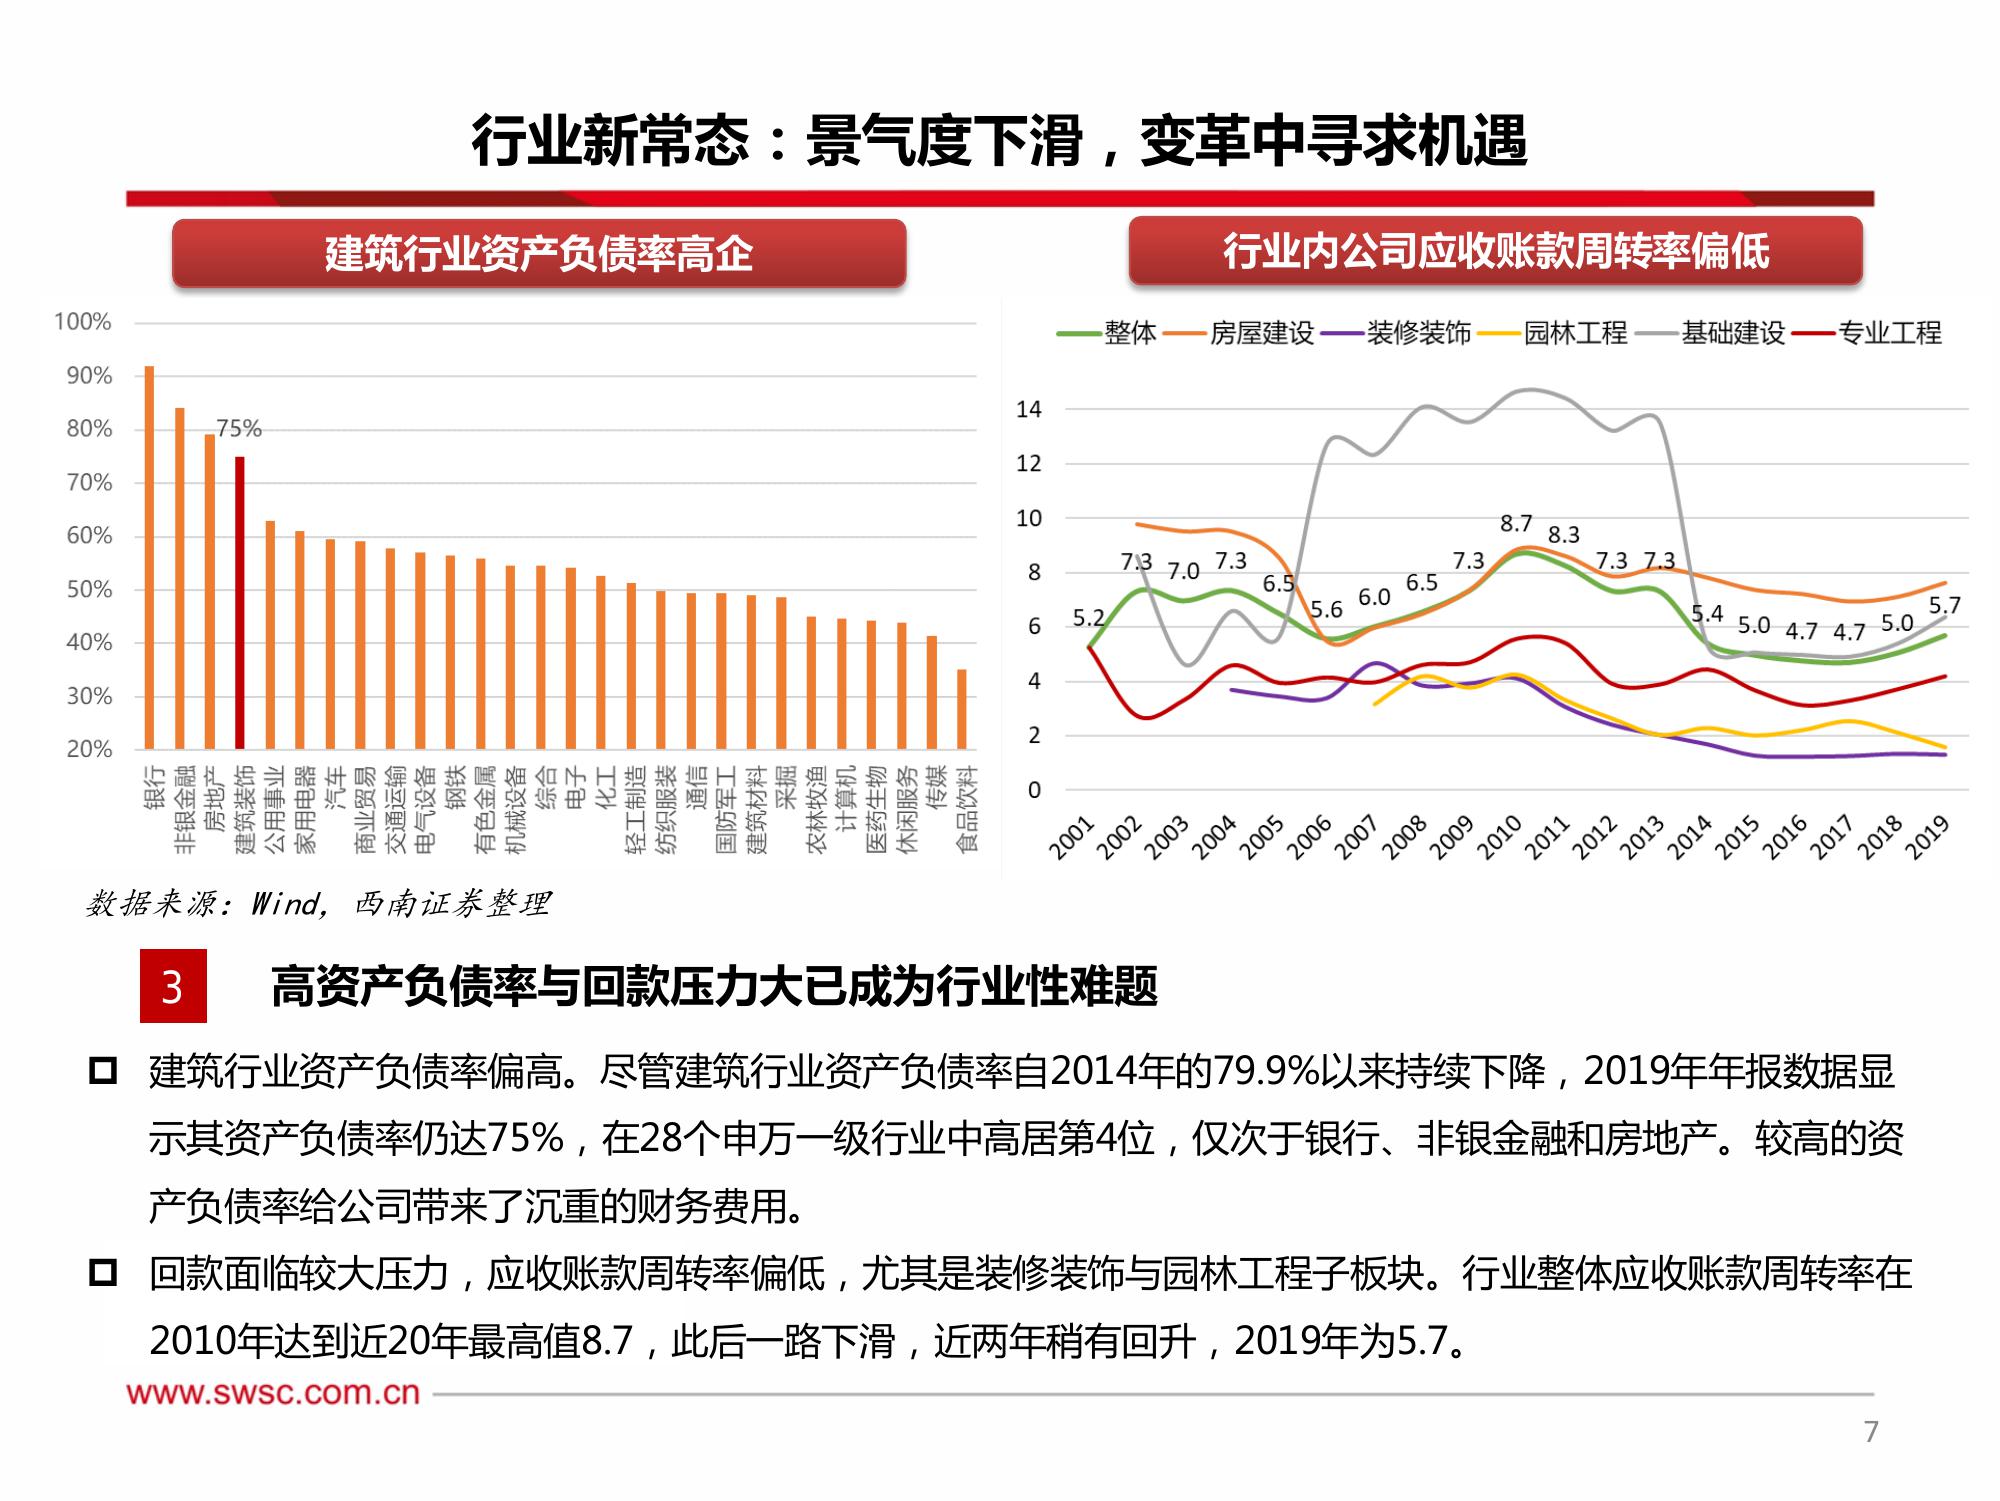 行业新常态：景气度下滑，变革中寻求机遇
建筑行业资产负债率高企
行业内公司应收账款周转率偏低
100%
90%
80%
70%
60%
50%
40%
30%
20%
75%
银行
非银金融
房地产
建筑装饰
公用事业
家用电器
汽车
商业贸易
交通运输
电气设备
钢铁
有色金属
机械设备
综合
电子
化工
轻工制造
纺织服装
通信
国防军工
建筑材料
采掘
农林牧渔
计算机
医药生物
休闲服务
传媒
食品饮料
整体 房屋建设 装修装饰 园林工程 基础建设 专业工程
14
12
10
8
6
4
2
0
5.2 7.3 7.0 7.3 6.5 5.6 6.0 6.5 7.3 8.7 8.3 7.3 7.3 5.4 5.0 4.7 4.7 5.0 5.7
2001 2002 2003 2004 2005 2006 2007 2008 2009 2010 2011 2012 2013 2014 2015 2016 2017 2018 2019
数据来源：Wind，西南证券整理
3 高资产负债率与回款压力大已成为行业性难题
建筑行业资产负债率偏高。尽管建筑行业资产负债率自2014年的79.9%以来持续下降，2019年年报数据显
示其资产负债率仍达75%，在28个申万一级行业中高居第4位，仅次于银行、非银金融和房地产。较高的资
产负债率给公司带来了沉重的财务费用。
回款面临较大压力，应收账款周转率偏低，尤其是装修装饰与园林工程子板块。行业整体应收账款周转率在
2010年达到近20年最高值8.7，此后一路下滑，近两年稍有回升，2019年为5.7。
www.swsc.com.cn
7